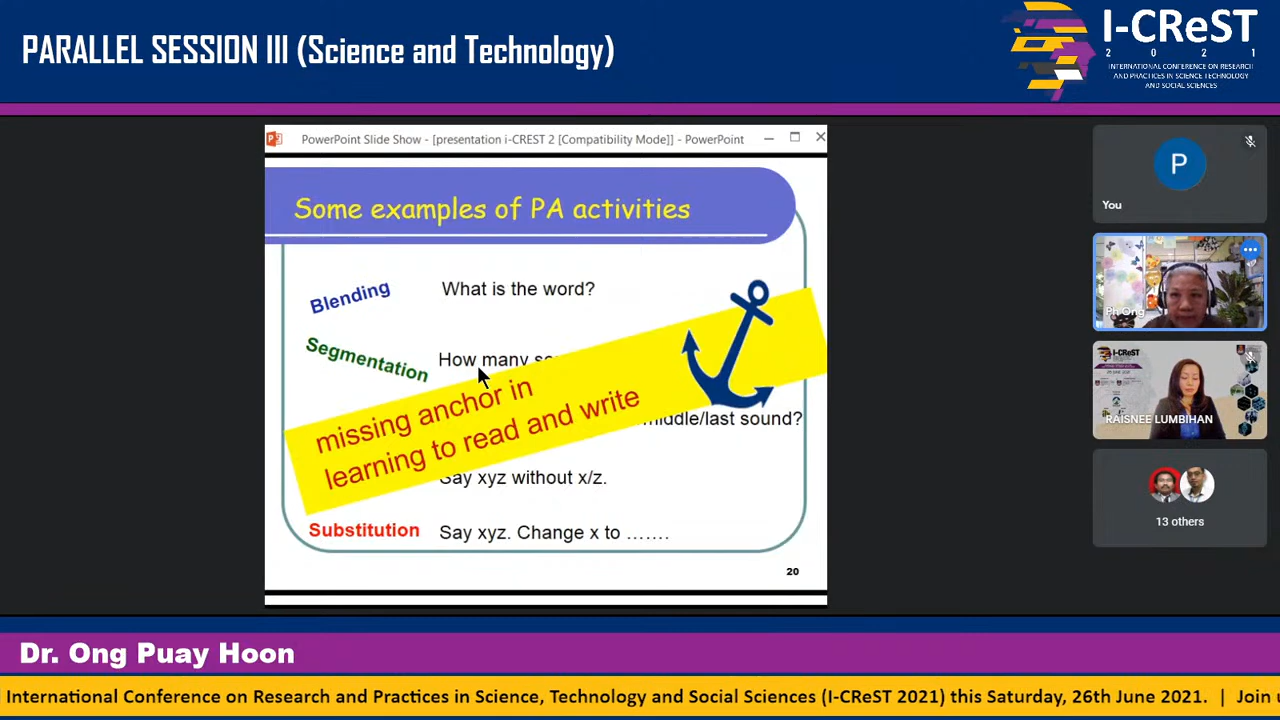 PARALLEL SESSION III (Science and Technology)
I-CReST
2 0 2 1
INTERNATIONAL CONFERENCE ON RESEARCH
AND PRACTICES IN SCIENCE TECHNOLOGY
AND SOCIAL SCIENCES
PowerPoint Slide Show - [presentation i-CREST 2 [Compatibility Mode]] - PowerPoint
Some examples of PA activities
Blending
What is the word?
Segmentation
How many
missing anchor in
learning to read and write
middle/last sound?
Say xyz without x/z.
Substitution
Say xyz. Change x to …….
20
P
You
Ph Ong
I-CReST
RAISNEE LUMBIHAN
13 others
Dr. Ong Puay Hoon
International Conference on Research and Practices in Science, Technology and Social Sciences (I-CReST 2021) this Saturday, 26th June 2021. | Join